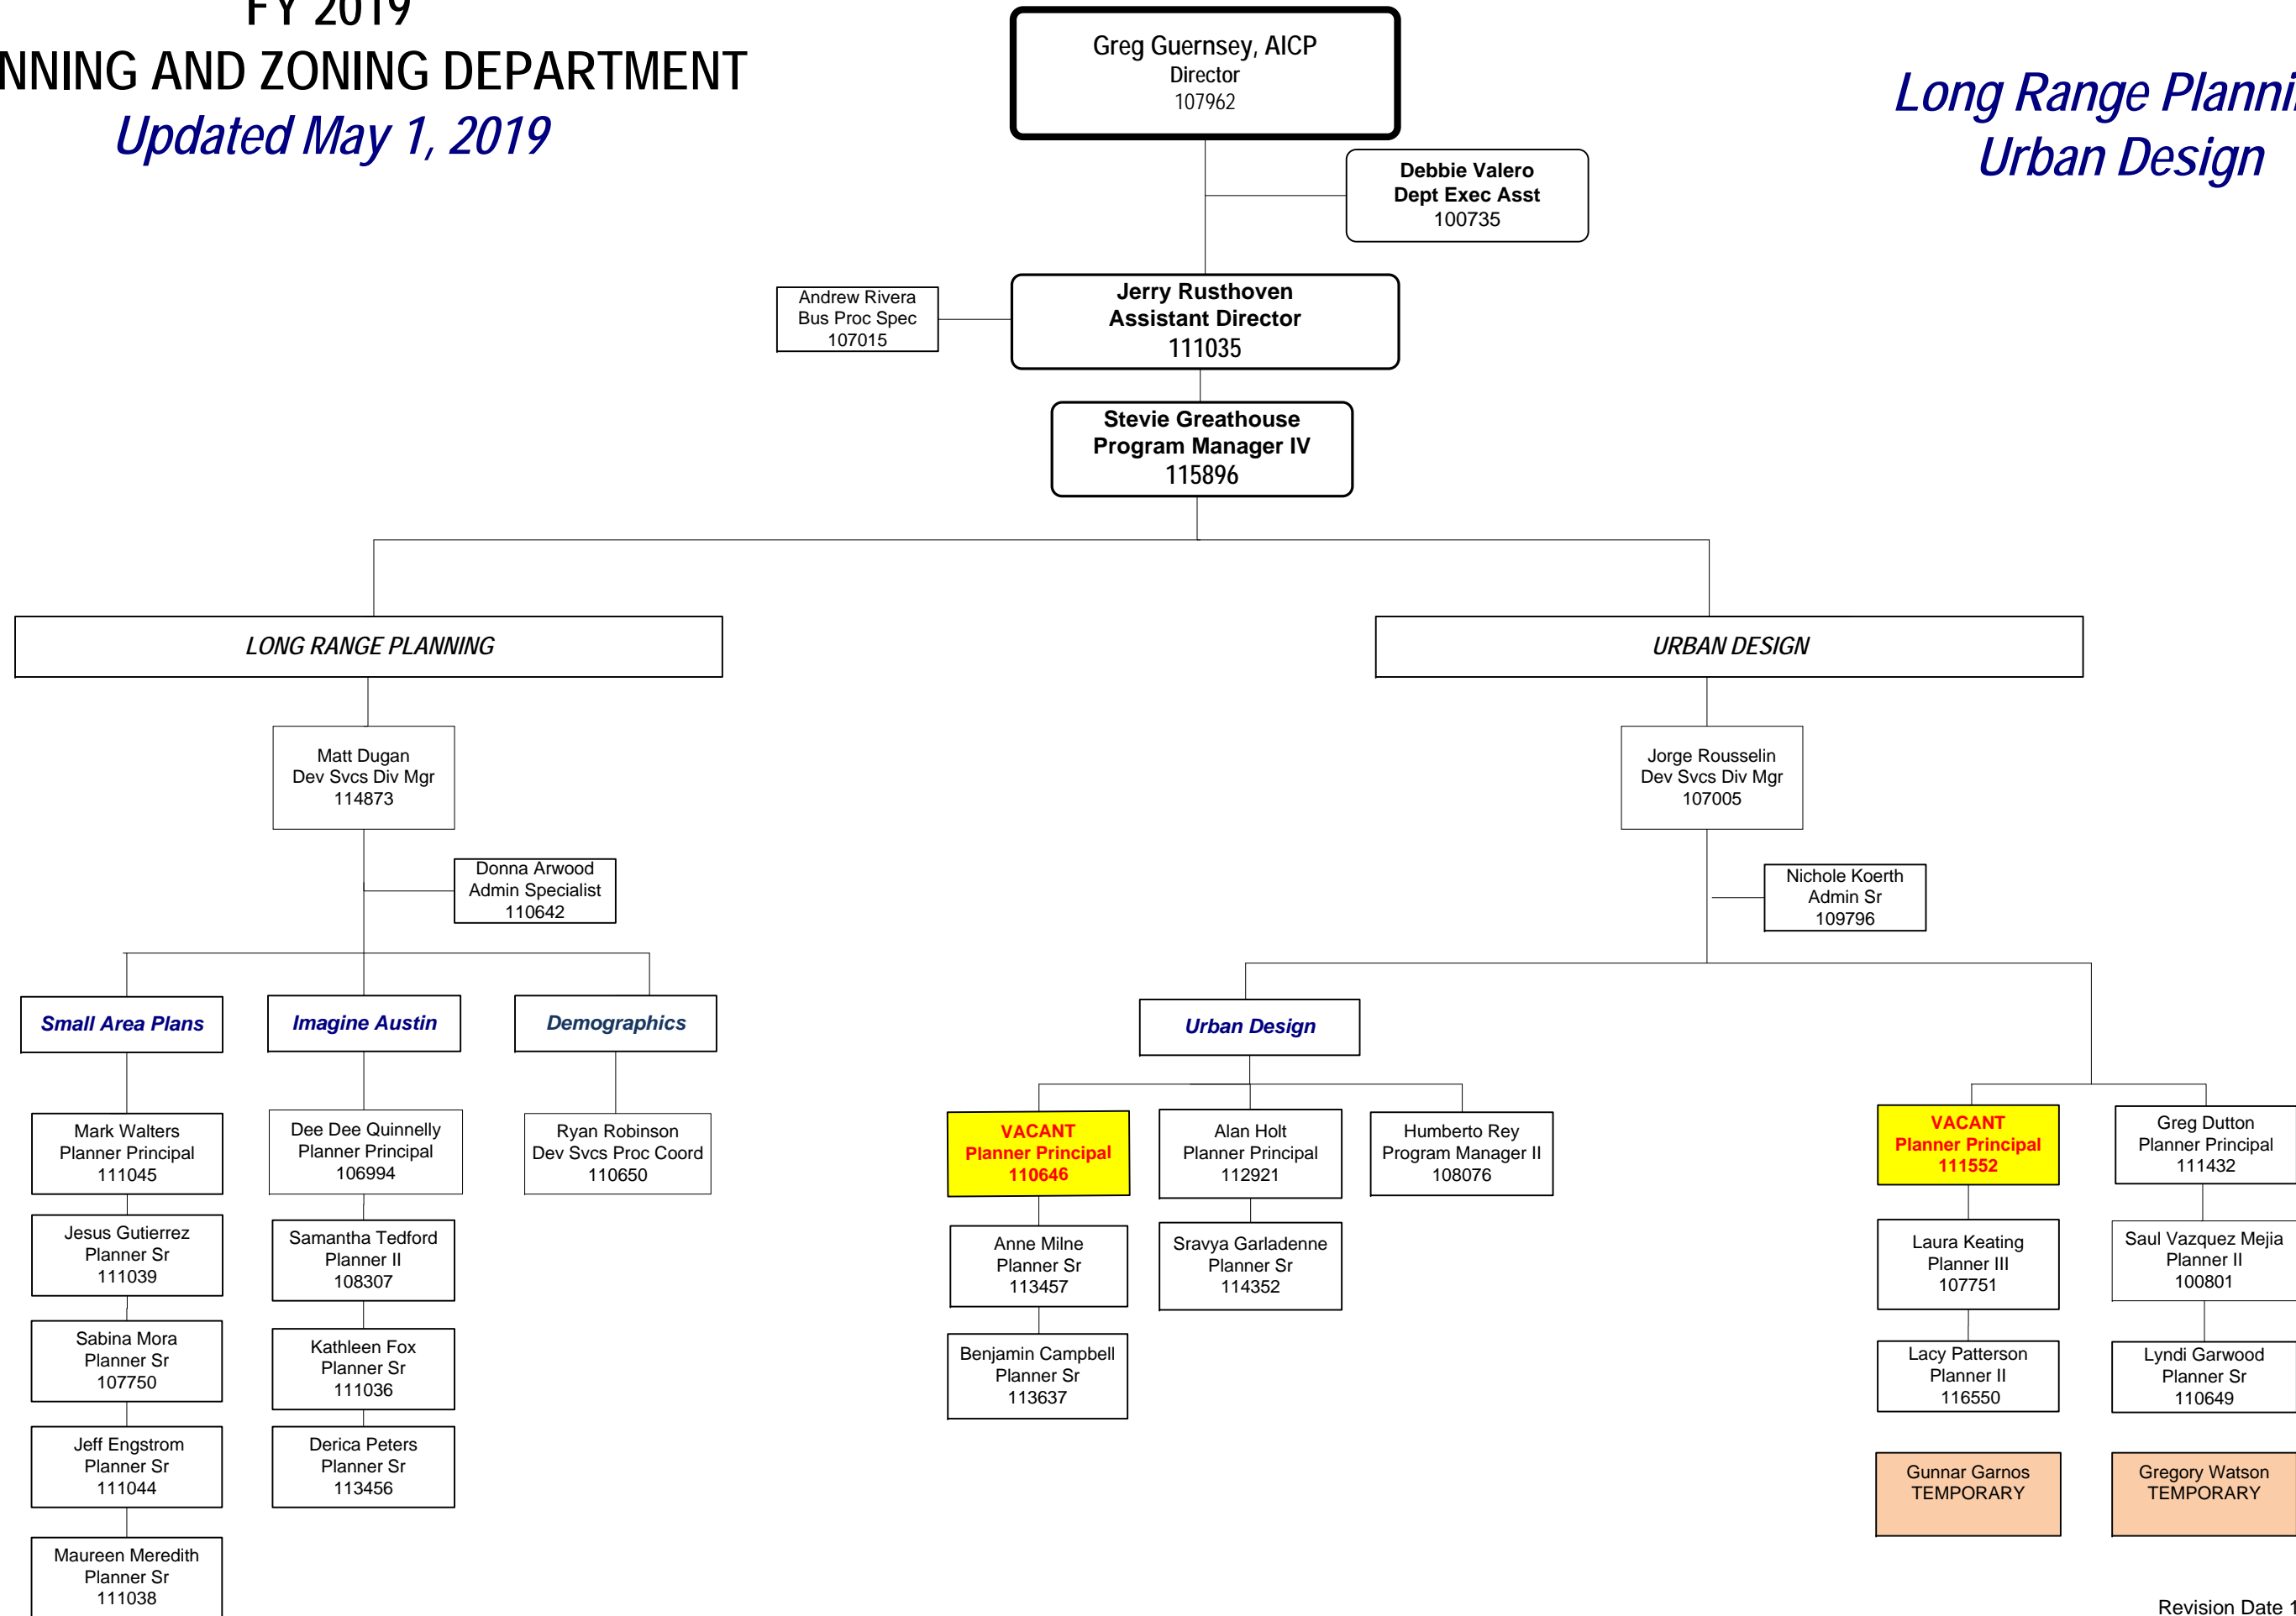 FY 2019
NNING AND ZONING DEPARTMENT
Updated May 1, 2019
Long Range Planni
Urban Design
Greg Guernsey, AICP
Director
107962
Debbie Valero
Dept Exec Asst
100735
Andrew Rivera
Bus Proc Spec
107015
Jerry Rusthoven
Assistant Director
111035
Stevie Greathouse
Program Manager IV
115896
LONG RANGE PLANNING
Matt Dugan
Dev Svcs Div Mgr
114873
Donna Arwood
Admin Specialist
110642
Small Area Plans
Mark Walters
Planner Principal
111045
Jesus Gutierrez
Planner Sr
111039
Sabina Mora
Planner Sr
107750
Jeff Engstrom
Planner Sr
111044
Maureen Meredith
Planner Sr
111038
Imagine Austin
Dee Dee Quinnelly
Planner Principal
106994
Samantha Tedford
Planner II
108307
Kathleen Fox
Planner Sr
111036
Derica Peters
Planner Sr
113456
Demographics
Ryan Robinson
Dev Svcs Proc Coord
110650
URBAN DESIGN
Jorge Rousselin
Dev Svcs Div Mgr
107005
Nichole Koerth
Admin Sr
109796
Urban Design
VACANT
Planner Principal
110646
Anne Milne
Planner Sr
113457
Benjamin Campbell
Planner Sr
113637
Alan Holt
Planner Principal
112921
Sravya Garladenne
Planner Sr
114352
Humberto Rey
Program Manager II
108076
VACANT
Planner Principal
111552
Laura Keating
Planner III
107751
Lacy Patterson
Planner II
116550
Gunnar Garnos
TEMPORARY
Greg Dutton
Planner Principal
111432
Saul Vazquez Mejia
Planner II
100801
Lyndi Garwood
Planner Sr
110649
Gregory Watson
TEMPORARY
Revision Date 1